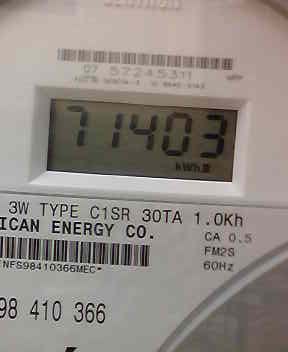 07 57245311
71403
kWh
3W TYPE C1SR 30TA 1.0Kh
ICAN ENERGY CO.
CA 0.5
FM2S
60Hz
NFS98410366MEC*
98 410 366